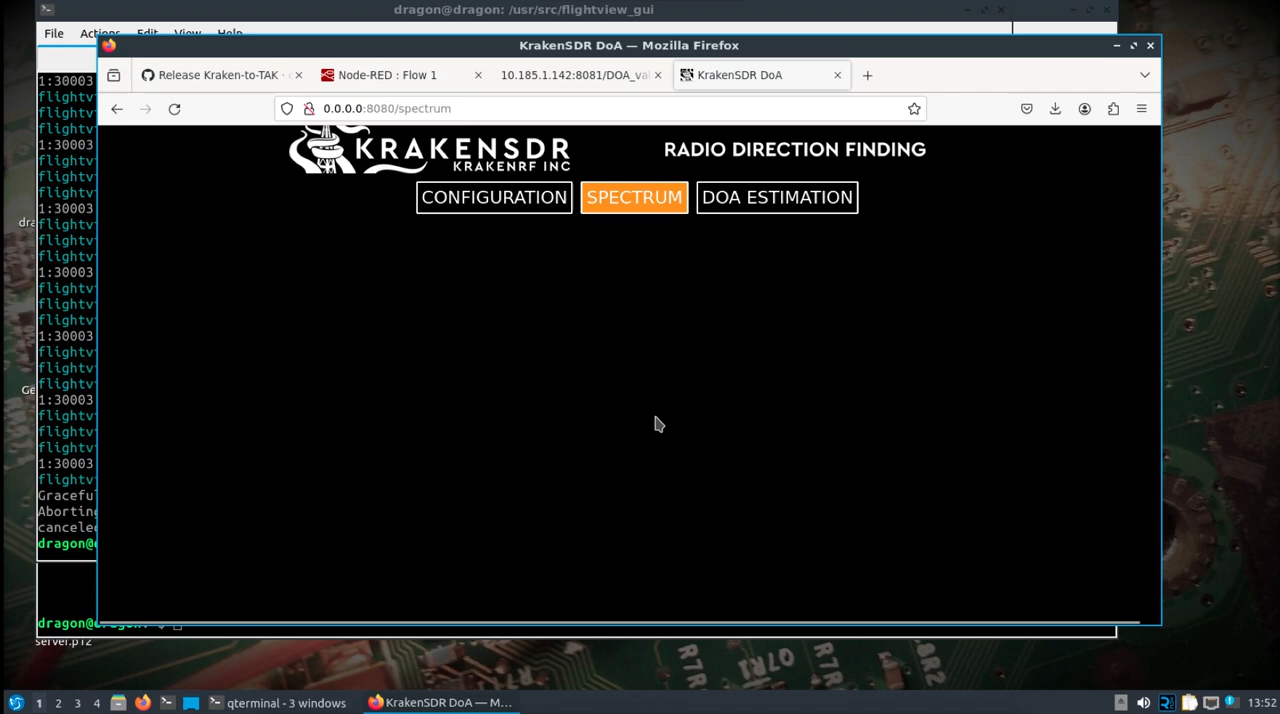 dragon@dragon: /usr/src/flightview_gui
File Actions Edit View Help
KrakenSDR DoA — Mozilla Firefox
Release Kraken-to-TAK ·
Node-RED : Flow 1
10.185.1.142:8081/DOA_val
KrakenSDR DoA
0.0.0.0:8080/spectrum
KRAKENSDR
KRAKENRF INC
RADIO DIRECTION FINDING
CONFIGURATION
SPECTRUM
DOA ESTIMATION
1:30003
flightv
flightv
flightv
1:30003
flightv
flightv
flightv
1:30003
flightv
flightv
flightv
1:30003
flightv
flightv
flightv
1:30003
flightv
flightv
flightv
1:30003
flightv
flightv
flightv
1:30003
flightv
Graceful
Aborting
canceled
dragon@
dragon@dragon:~$
server.p12
1 2 3 4
qterminal - 3 windows
KrakenSDR DoA — M...
13:52